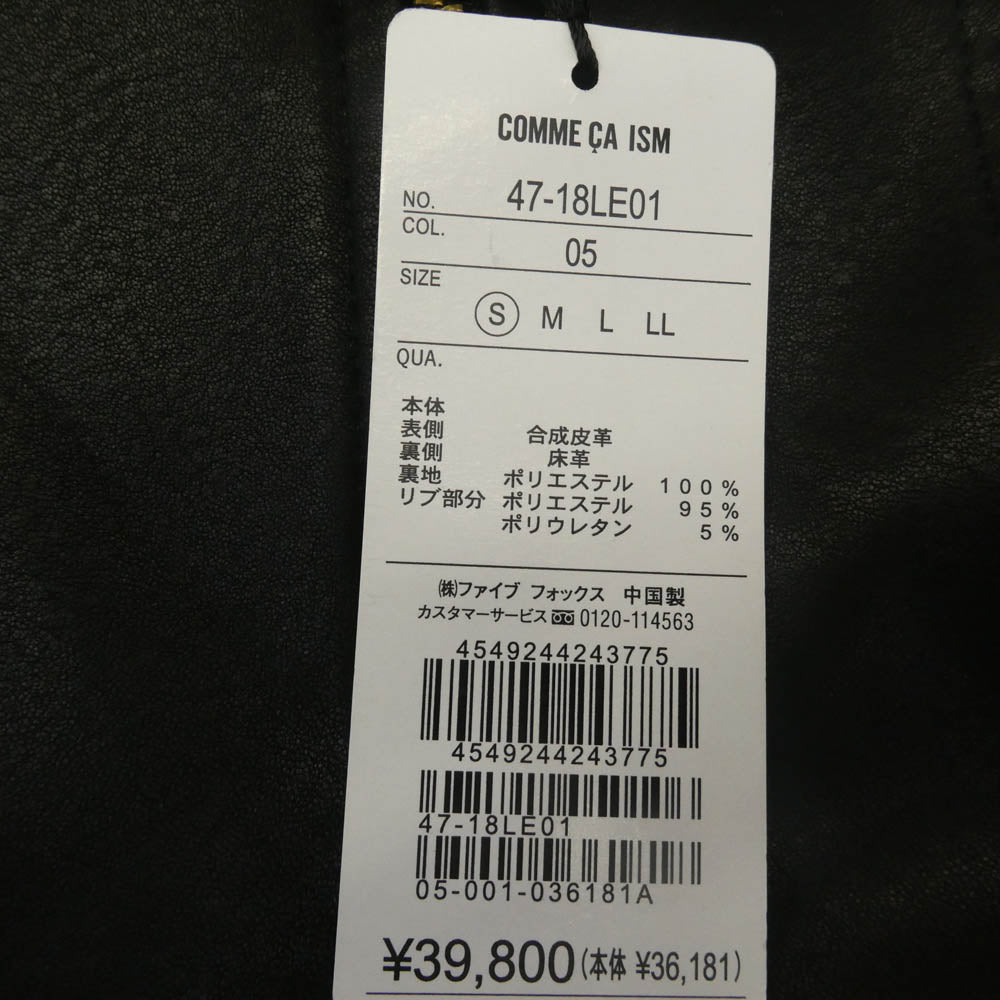 COMME ÇA ISM
NO. 47-18LE01
COL. 05
SIZE
S M L LL
QUA.
本体
表側 合成皮革
裏側 床革
裏地 ポリエステル 100%
リブ部分 ポリエステル 95%
ポリウレタン 5%
㈱ファイブ フォックス 中国製
カスタマーサービス 0120-114563
4549244243775
4549244243775
47-18LE01
05-001-036181A
¥39,800(本体 ¥36,181)